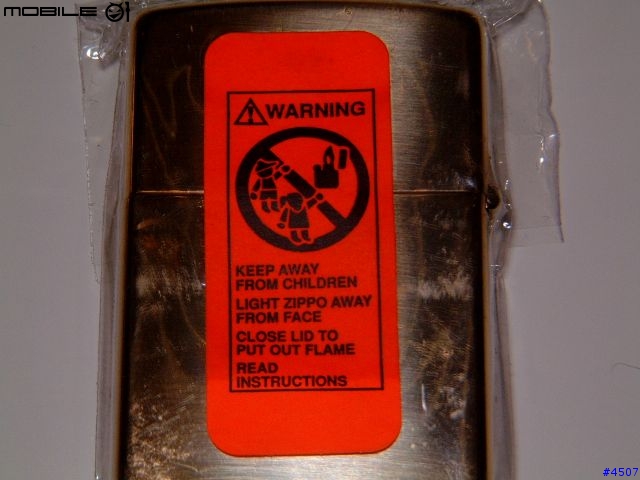 MOBILE 01
WARNING
KEEP AWAY
FROM CHILDREN
LIGHT ZIPPO AWAY
FROM FACE
CLOSE LID TO
PUT OUT FLAME
READ
INSTRUCTIONS
#4507